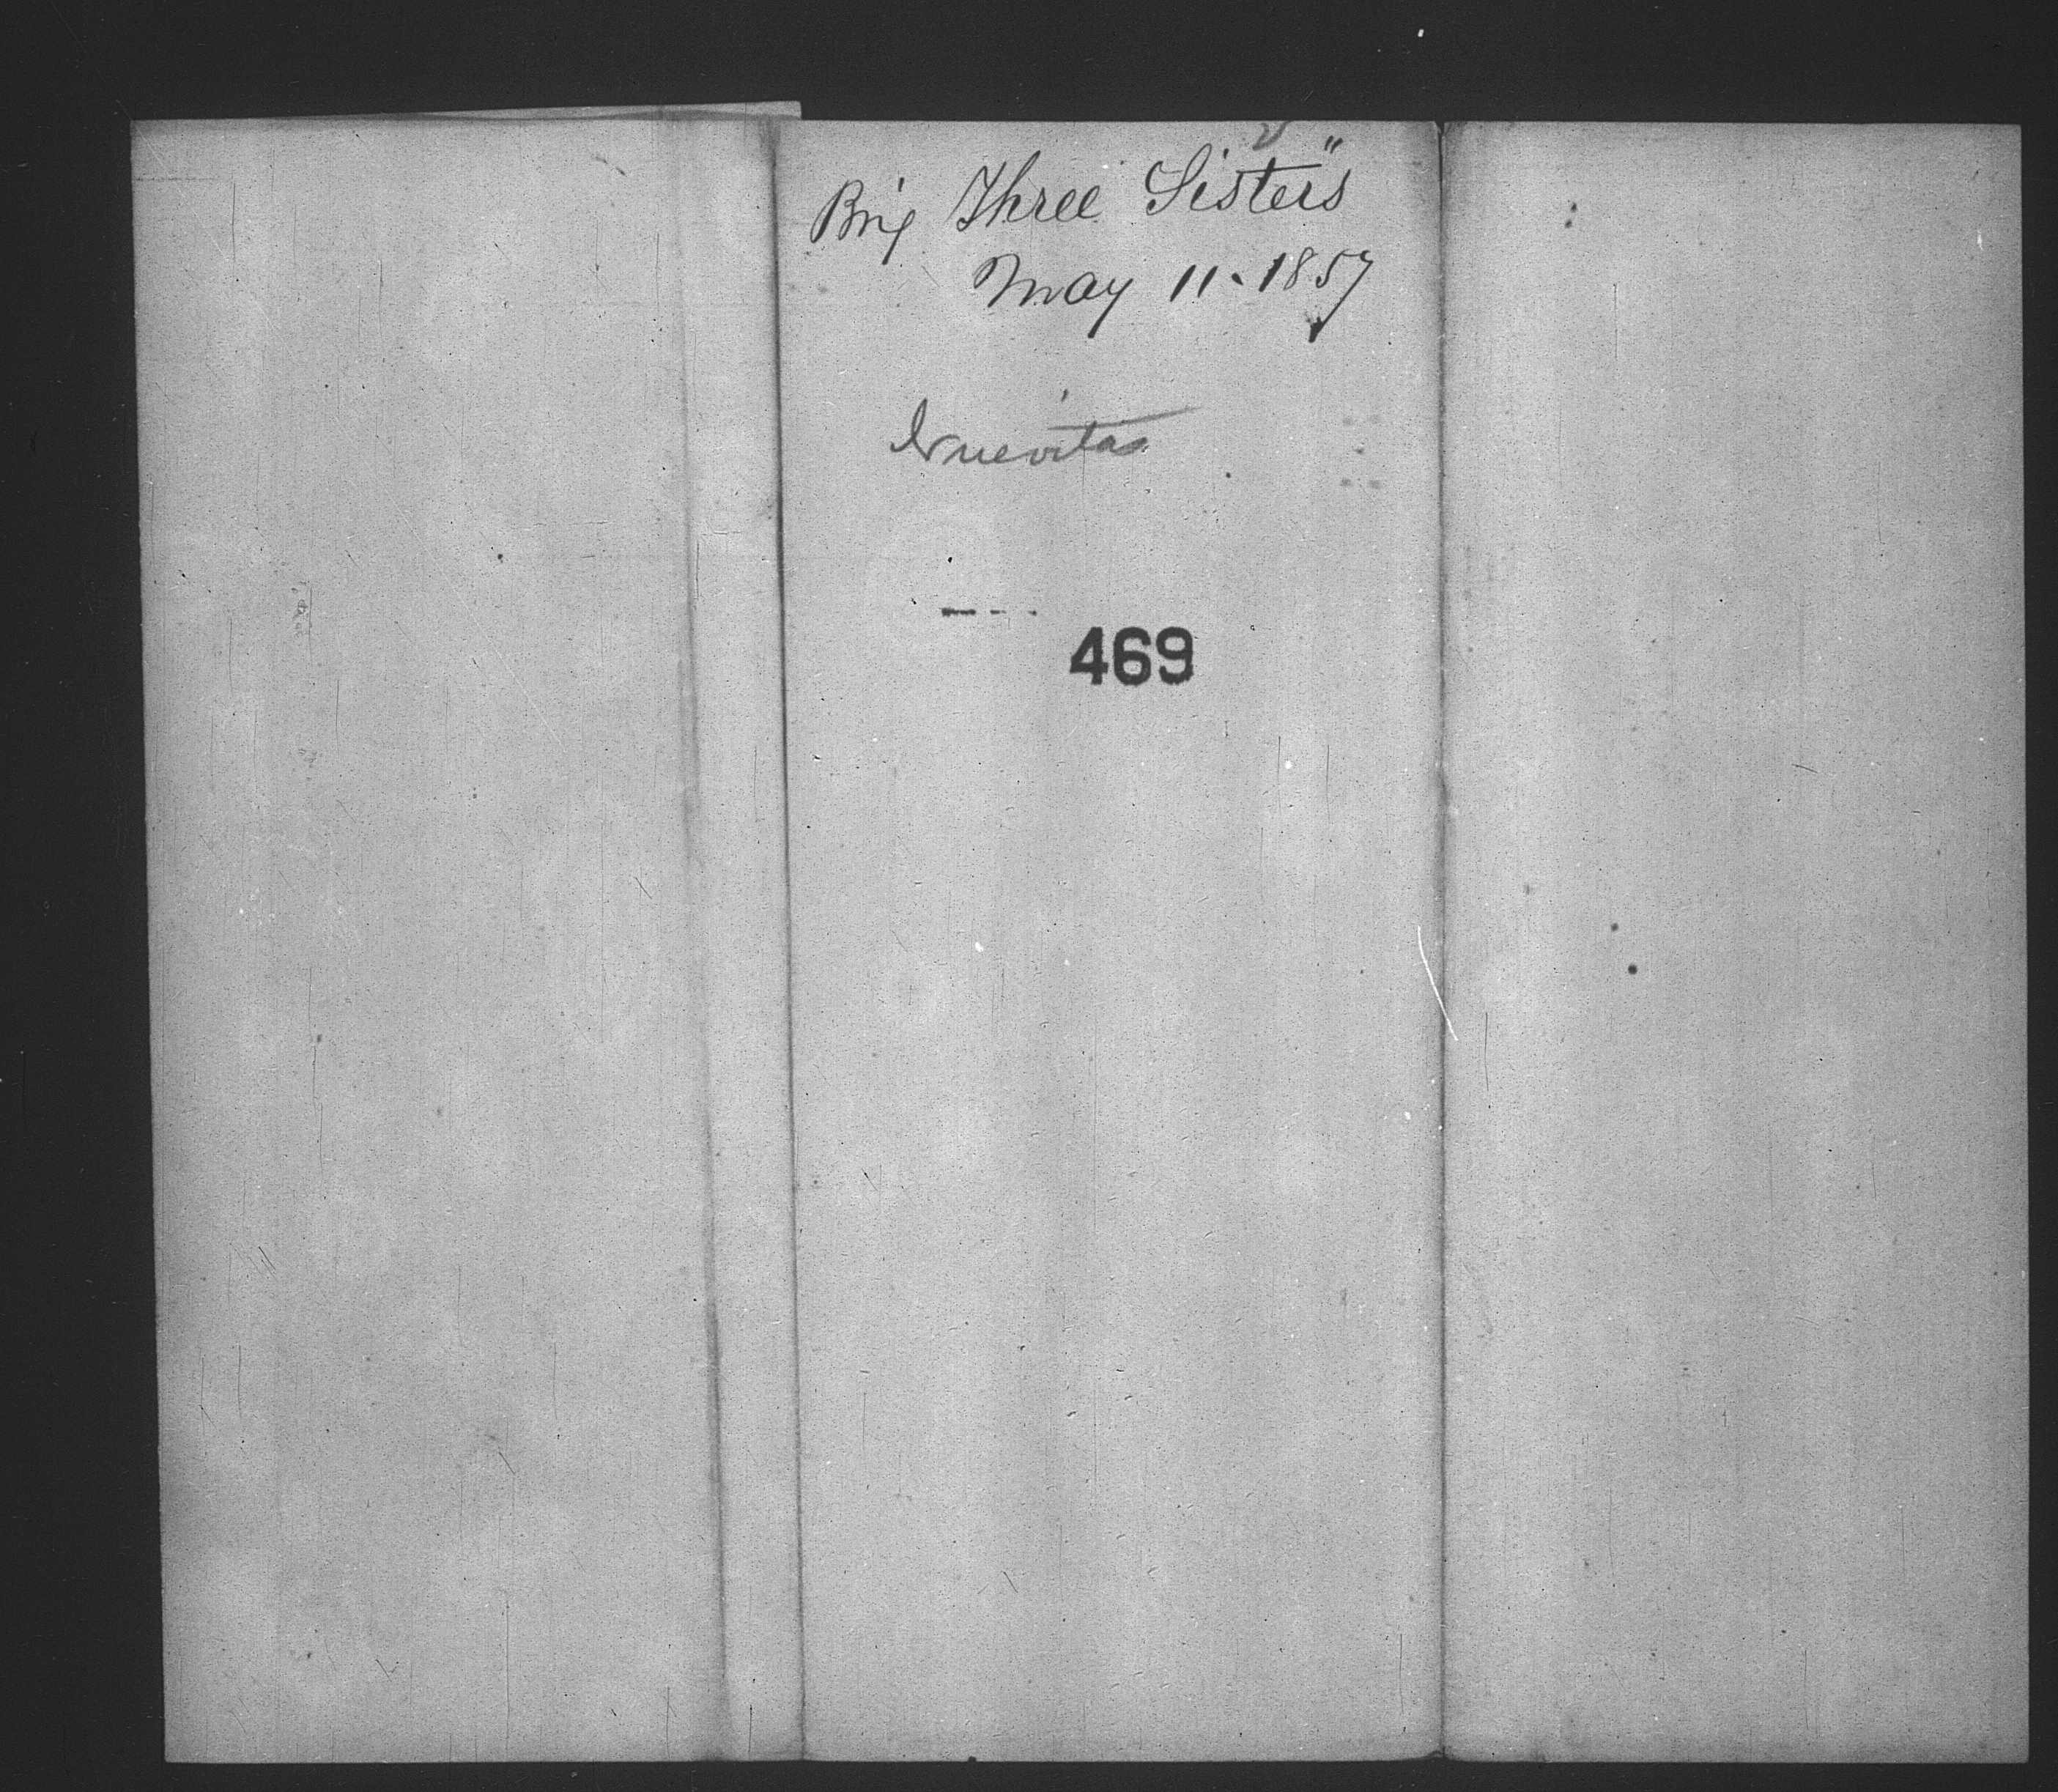 Brig Three Sisters"
May 11. 1857
Nuevitas
469